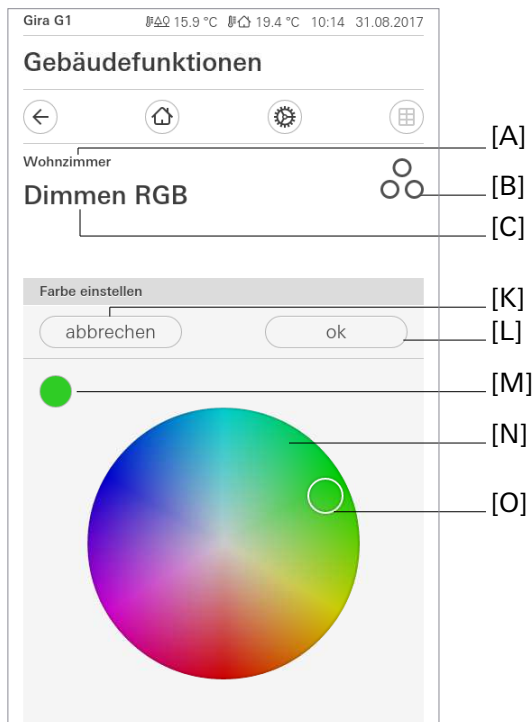 Gira G1 15.9 °C 19.4 °C 10:14 31.08.2017
Gebäudefunktionen
Wohnzimmer
[A]
Dimmen RGB
[B]
[C]
Farbe einstellen
[K]
abbrechen ok
[L]
[M]
[N]
[O]